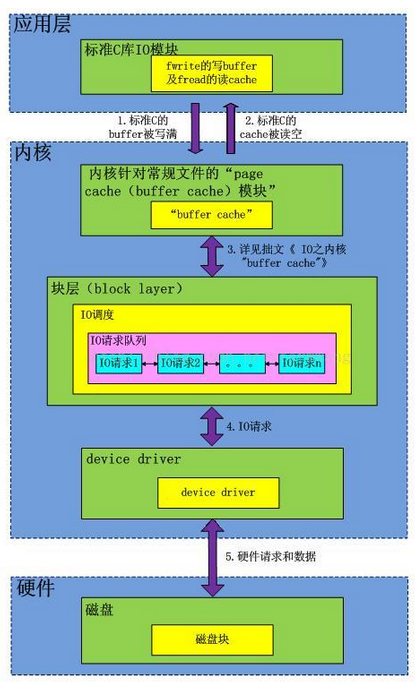 应用层
标准C库IO模块
fwrite的写buffer
及fread的读cache
1.标准C的
buffer被写满
2.标准C的
cache被读空
内核
内核针对常规文件的“page
cache（buffer cache）模块”
“buffer cache”
3.详见拙文《 IO之内核
"buffer cache"》
块层（block layer）
IO调度
IO请求队列
IO请求1
IO请求2
。。。
IO请求n
4.IO请求
device driver
device driver
5.硬件请求和数据
硬件
磁盘
磁盘块